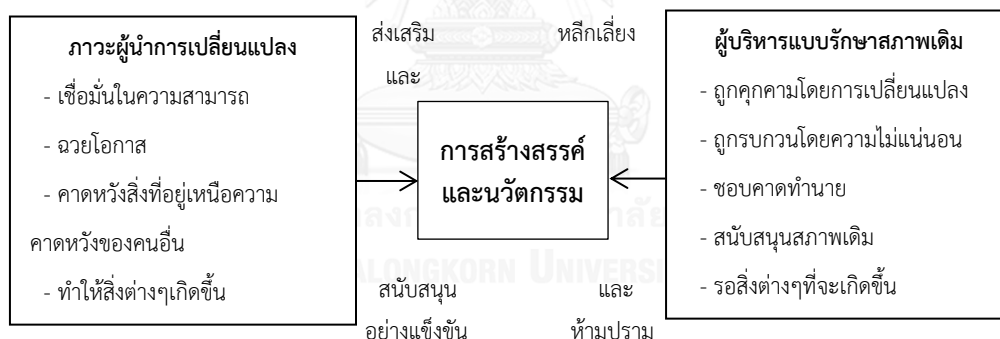 ภาวะผู้นำการเปลี่ยนแปลง
- เชื่อมั่นในความสามารถ
- ฉวยโอกาส
- คาดหวังสิ่งที่อยู่เหนือความ
คาดหวังของคนอื่น
- ทำให้สิ่งต่างๆเกิดขึ้น
ส่งเสริม
และ
สนับสนุน
อย่างแข็งขัน
การสร้างสรรค์
และนวัตกรรม
หลีกเลี่ยง
และ
ห้ามปราม
ผู้บริหารแบบรักษาสภาพเดิม
- ถูกคุกคามโดยการเปลี่ยนแปลง
- ถูกรบกวนโดยความไม่แน่นอน
- ชอบคาดทำนาย
- สนับสนุนสภาพเดิม
- รอสิ่งต่างๆที่จะเกิดขึ้น